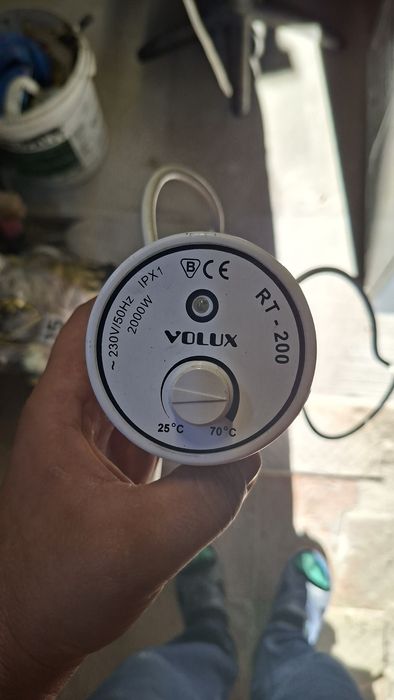 ~ 230V/50Hz IPX1
2000W
B CE
RT - 200
VOLUX
25°C 70°C